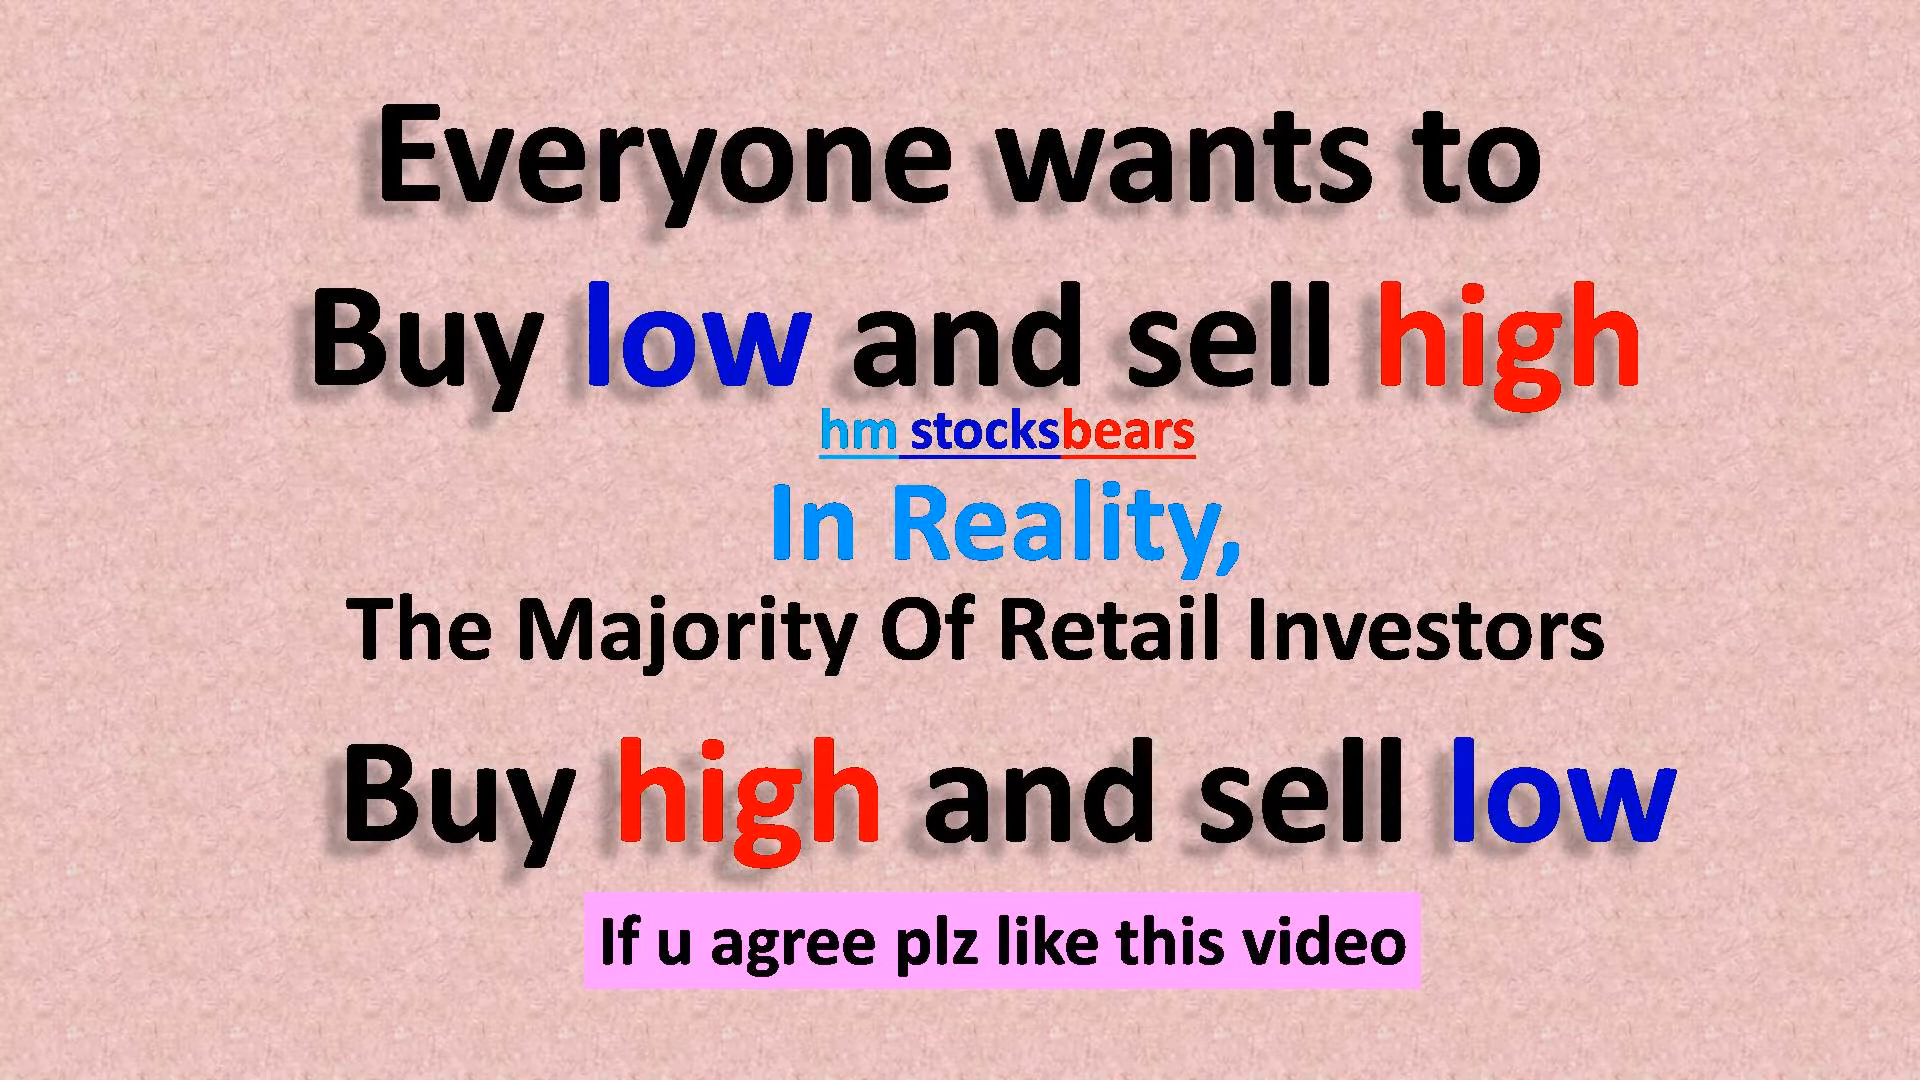 Everyone wants to
Buy low and sell high
hm stocksbears
In Reality,
The Majority Of Retail Investors
Buy high and sell low
If u agree plz like this video